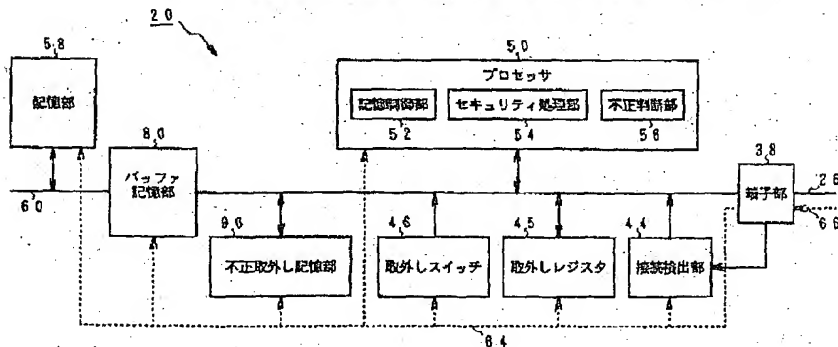 20
58
記憶部
50
プロセッサ
記憶制御部
セキュリティ処理部
不正判断部
52
54
56
80
バッファ
記憶部
38
端子部
26
60
66
90
不正取外し記憶部
46
取外しスイッチ
45
取外しレジスタ
44
接続検出部
64